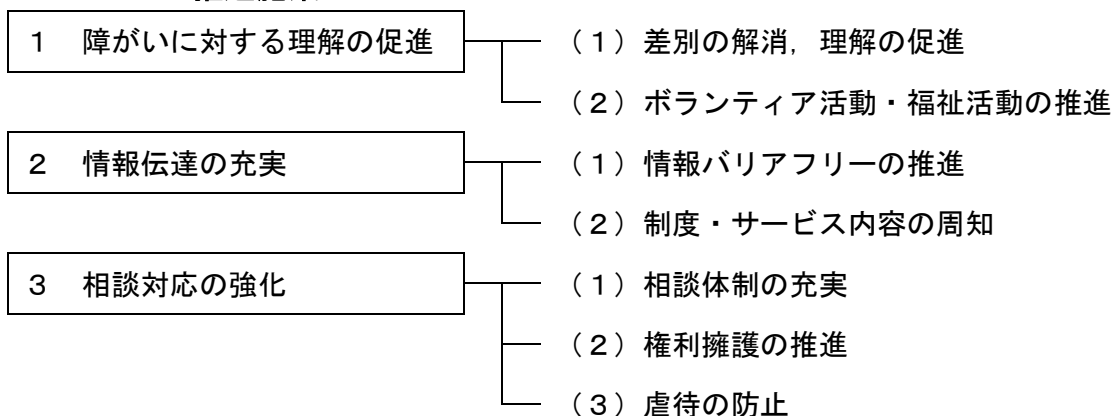 1 障がいに対する理解の促進
(1)差別の解消,理解の促進
(2)ボランティア活動・福祉活動の推進
2 情報伝達の充実
(1)情報バリアフリーの推進
(2)制度・サービス内容の周知
3 相談対応の強化
(1)相談体制の充実
(2)権利擁護の推進
(3)虐待の防止